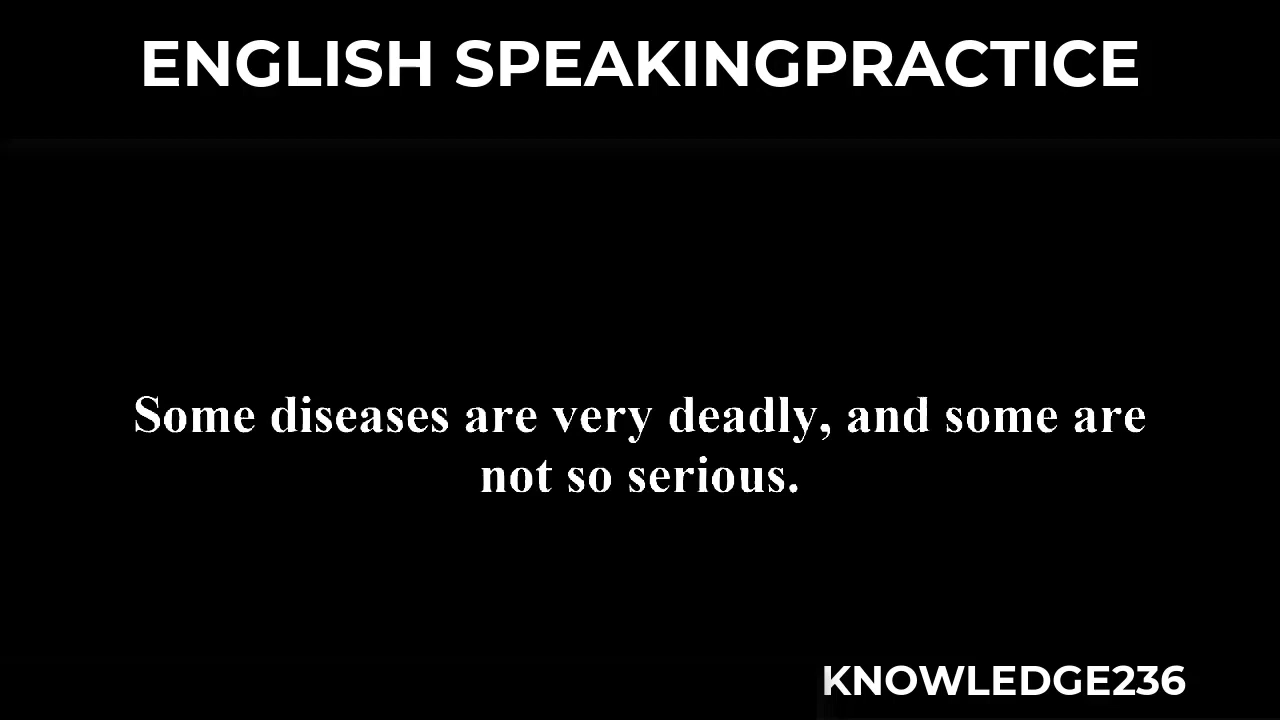 ENGLISH SPEAKINGPRACTICE
Some diseases are very deadly, and some are
not so serious.
KNOWLEDGE236